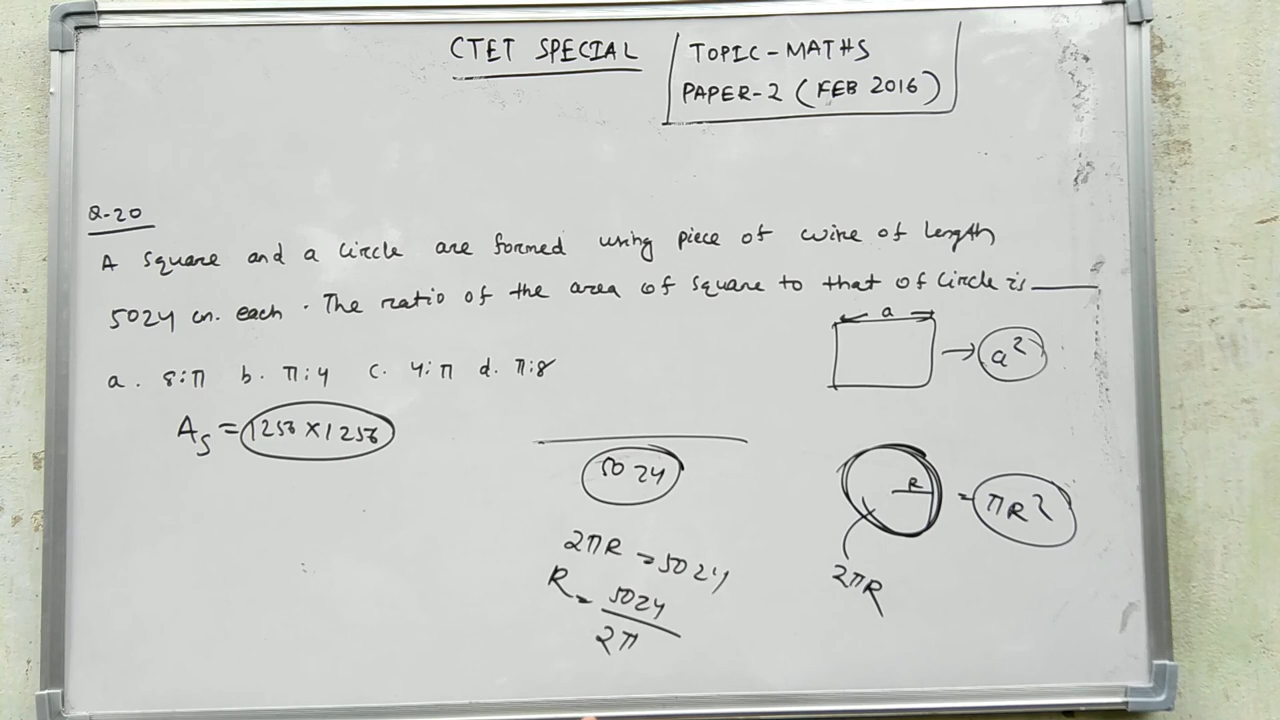 CTET SPECIAL
TOPIC-MATHS
PAPER-2 (FEB 2016)
Q-20
A square and a circle are formed using piece of wire of length
5024 cm. each. The ratio of the area of square to that of circle is ____
a. 8:π b. π:4 c. 4:π d. π:8
a
→ a²
A_S = 1256 × 1256
5024
R
= πR²
2πR
2πR = 5024
R = 5024
2π